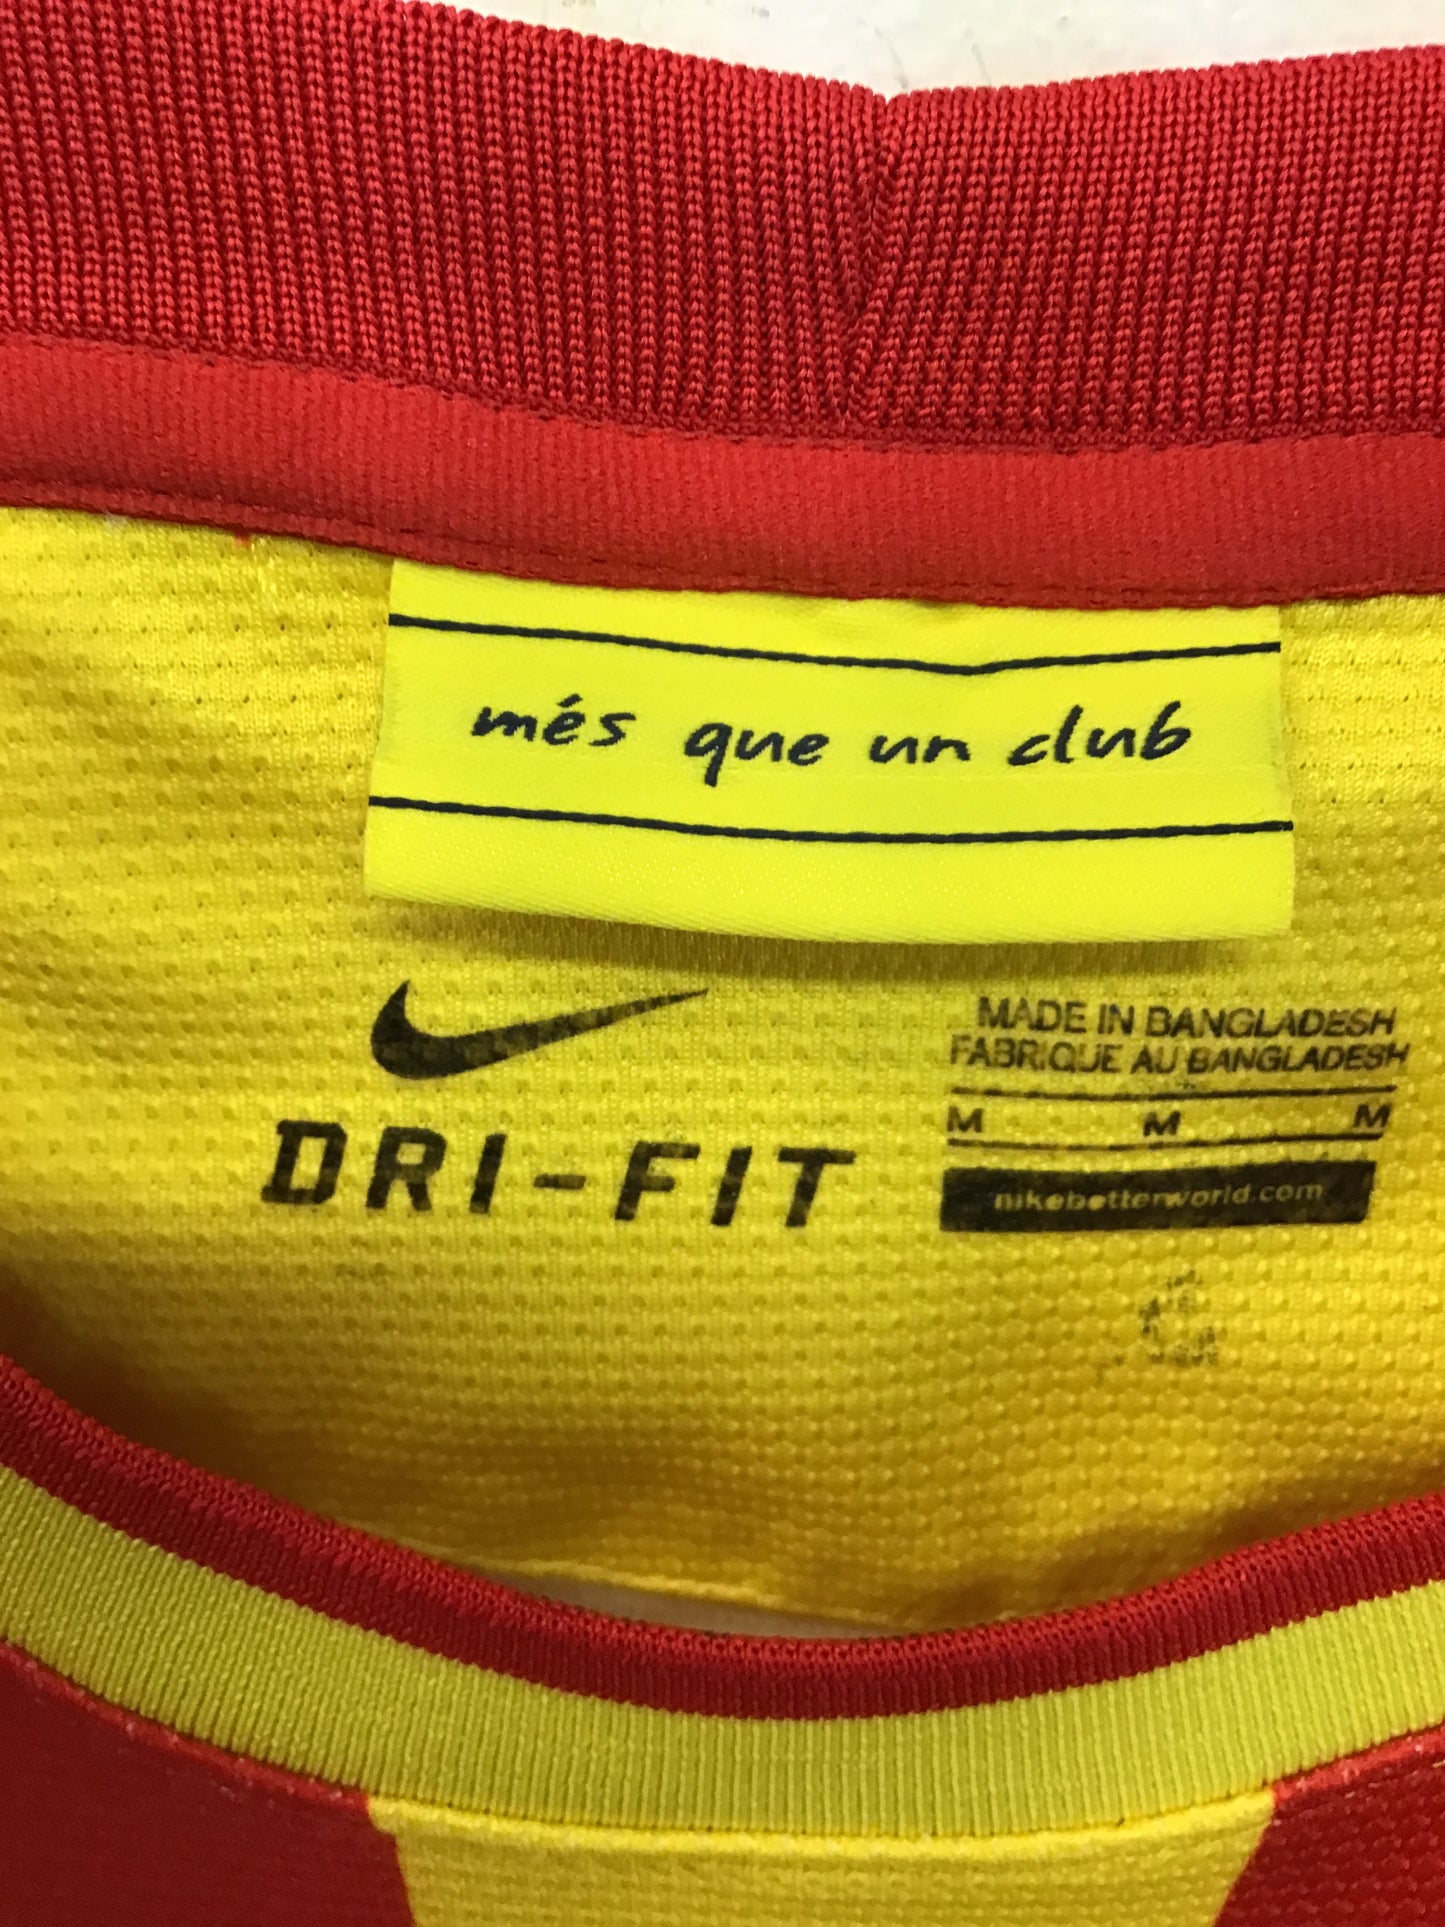 més que un club
DRI-FIT
MADE IN BANGLADESH
FABRIQUE AU BANGLADESH
M M M
nikebetterworld.com